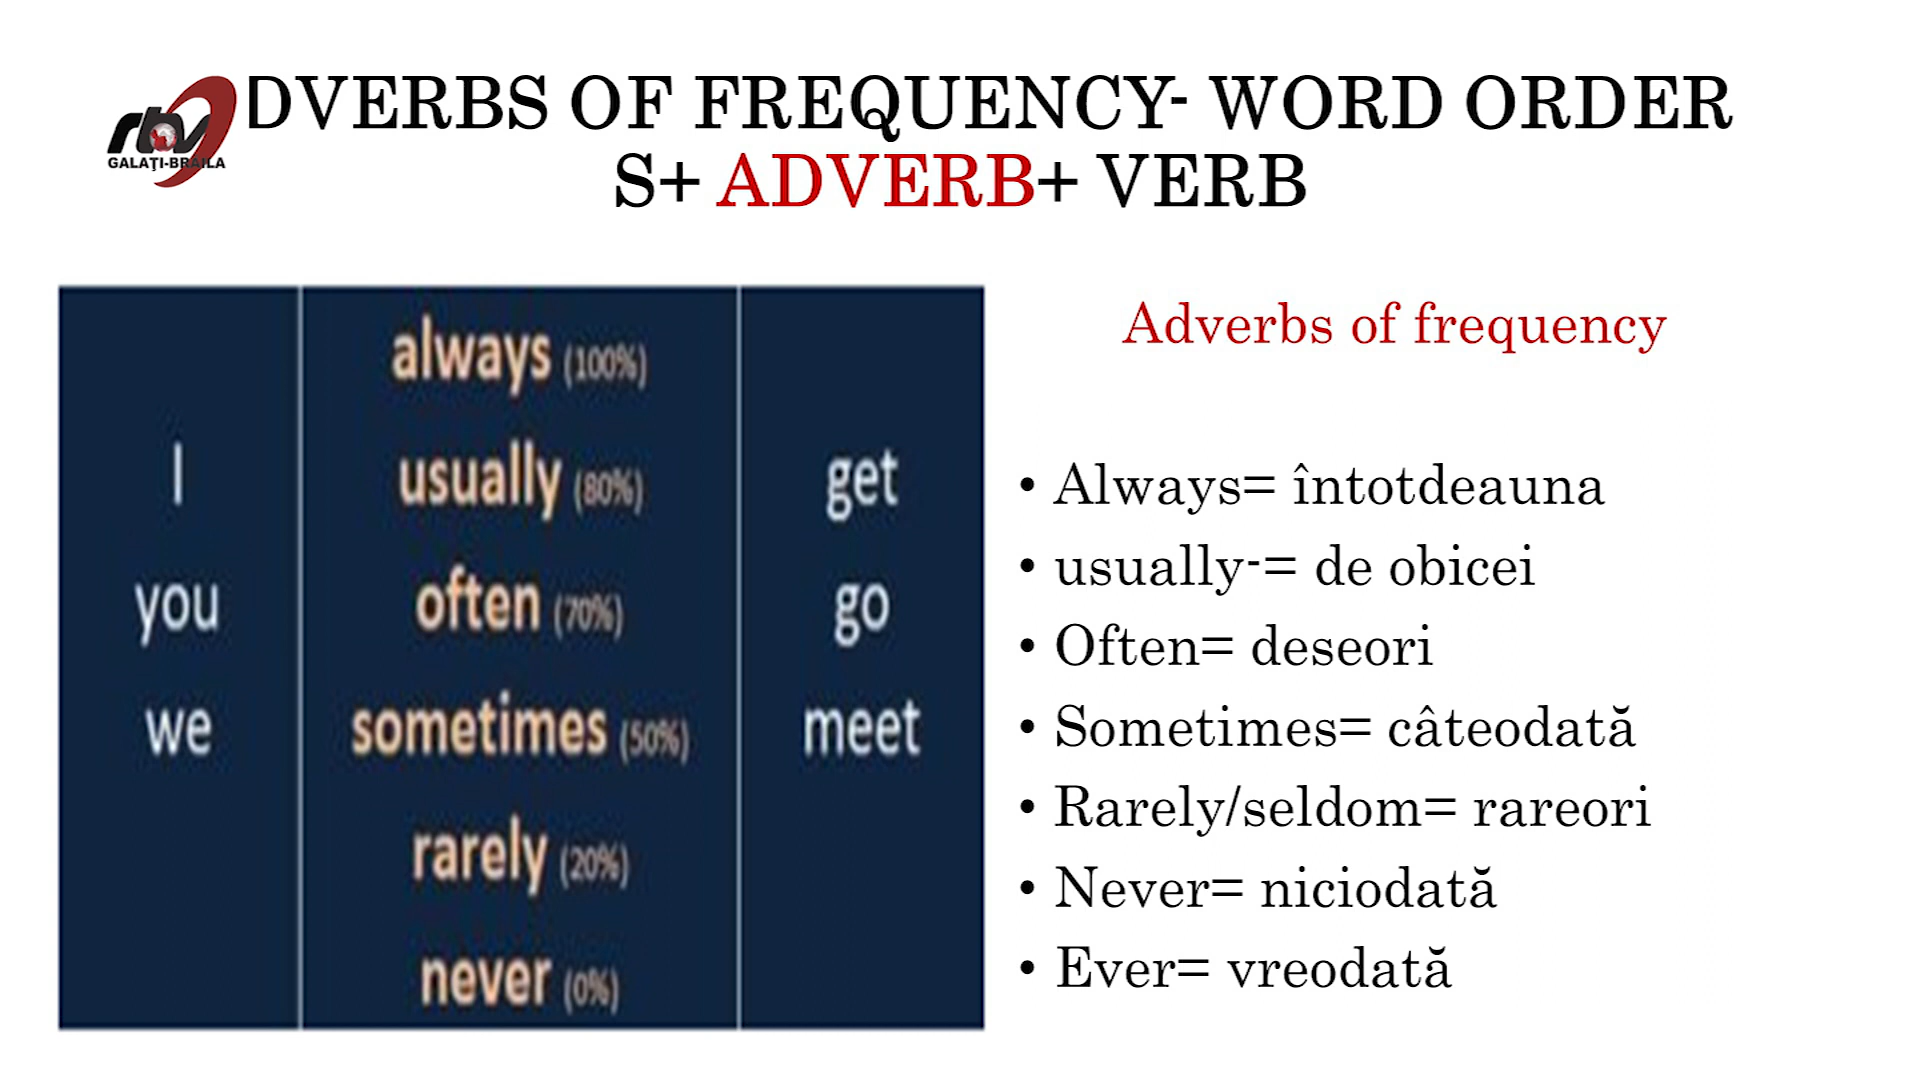 DVERBS OF FREQUENCY- WORD ORDER
S+ ADVERB+ VERB
rtv
GALAŢI-BRĂILA
I
you
we
always (100%)
usually (80%)
often (70%)
sometimes (50%)
rarely (20%)
never (0%)
get
go
meet
Adverbs of frequency
• Always= întotdeauna
• usually-= de obicei
• Often= deseori
• Sometimes= câteodată
• Rarely/seldom= rareori
• Never= niciodată
• Ever= vreodată